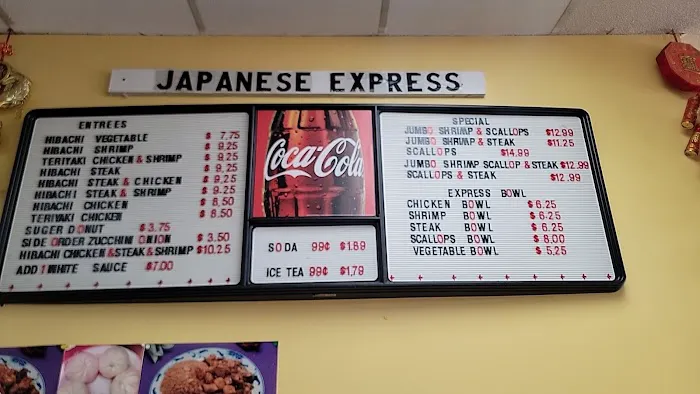 JAPANESE EXPRESS
ENTREES
HIBACHI VEGETABLE $ 7.75
HIBACHI SHRIMP $ 9.25
TERIYAKI CHICKEN & SHRIMP $ 9.25
HIBACHI STEAK $ 9.25
HIBACHI STEAK & CHICKEN $ 9.25
HIBACHI STEAK & SHRIMP $ 9.25
HIBACHI CHICKEN $ 8.50
TERIYAKI CHICKEN $ 8.50
SUGER DONUT $ 3.75
SIDE ORDER ZUCCHINI ONION $ 3.50
HIBACHI CHICKEN & STEAK & SHRIMP $10.25
ADD 1 WHITE SAUCE $7.00
Coca-Cola
SODA 99¢ $1.89
ICE TEA 99¢ $1.79
SPECIAL
JUMBO SHRIMP & SCALLOPS $12.99
JUMBO SHRIMP & STEAK $11.25
SCALLOPS $14.99
JUMBO SHRIMP SCALLOP & STEAK $12.99
SCALLOPS & STEAK $12.99
EXPRESS BOWL
CHICKEN BOWL $ 6.25
SHRIMP BOWL $ 6.25
STEAK BOWL $ 6.25
SCALLOPS BOWL $ 8.00
VEGETABLE BOWL $ 5.25